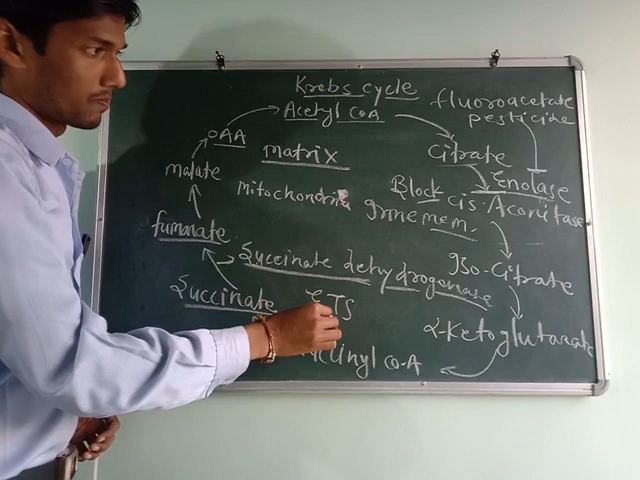 Krebs cycle
Acetyl CoA
fluoroacetate
pesticide
OAA
Citrate
matrix
malate
Enolase
mitochondria
Block cis-Aconitase
Innermem.
fumarate
Iso-Citrate
Succinate dehydrogenase
Succinate
ETS
α-Ketoglutarate
Succinyl CO-A